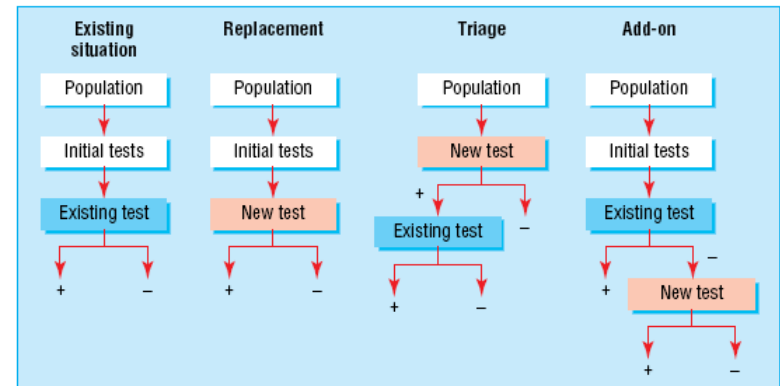 Existing
situation
Population
Initial tests
Existing test
+
–
Replacement
Population
Initial tests
New test
+
–
Triage
Population
New test
+
–
Existing test
+
–
Add-on
Population
Initial tests
Existing test
+
–
New test
+
–